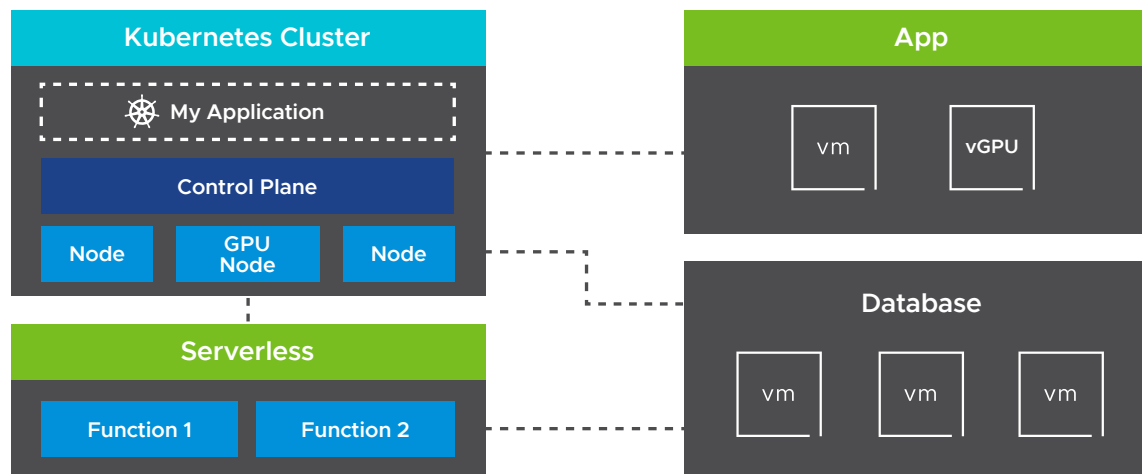 Kubernetes Cluster
My Application
Control Plane
Node
GPU
Node
Node
App
vm
vGPU
Serverless
Function 1
Function 2
Database
vm
vm
vm